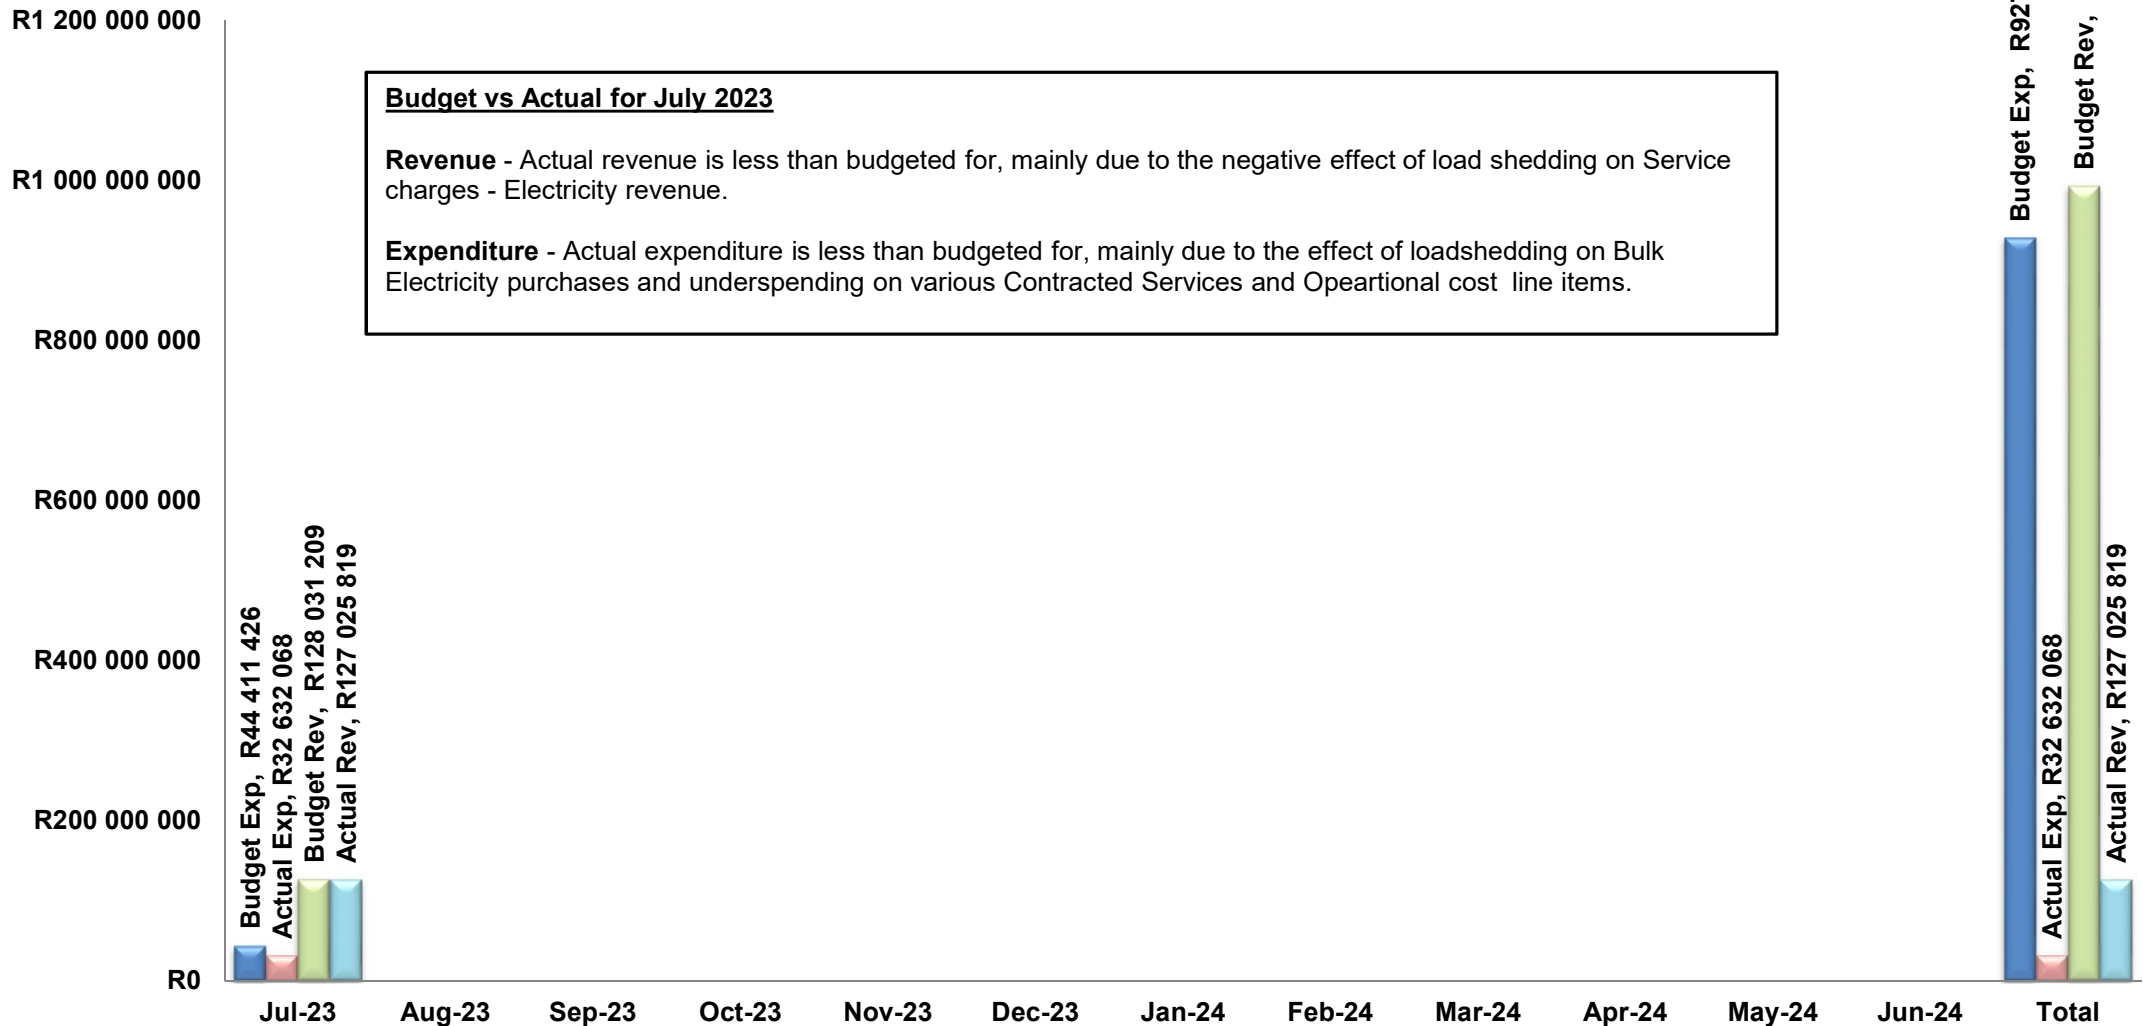 R1 200 000 000
R1 000 000 000
R800 000 000
R600 000 000
R400 000 000
R200 000 000
R0
Budget vs Actual for July 2023
Revenue - Actual revenue is less than budgeted for, mainly due to the negative effect of load shedding on Service
charges - Electricity revenue.
Expenditure - Actual expenditure is less than budgeted for, mainly due to the effect of loadshedding on Bulk
Electricity purchases and underspending on various Contracted Services and Opeartional cost  line items.
Budget Exp,  R44 411 426
Actual Exp, R32 632 068
Budget Rev,  R128 031 209
Actual Rev, R127 025 819
Budget Exp,  R92
Actual Exp, R32 632 068
Budget Rev,
Actual Rev, R127 025 819
Jul-23
Aug-23
Sep-23
Oct-23
Nov-23
Dec-23
Jan-24
Feb-24
Mar-24
Apr-24
May-24
Jun-24
Total